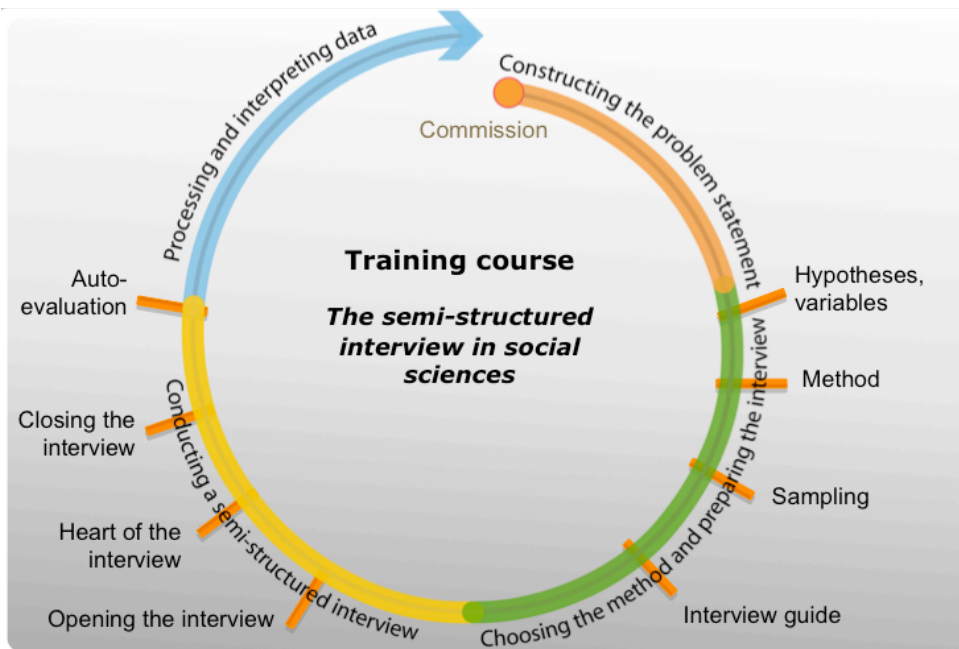 Constructing the problem statement
Commission
Training course
The semi-structured
interview in social
sciences
Hypotheses,
variables
Method
Sampling
Interview guide
Choosing the method and preparing the interview
Opening the interview
Heart of the
interview
Closing the
interview
Auto-
evaluation
Conducting a semi-structured interview
Processing and interpreting data